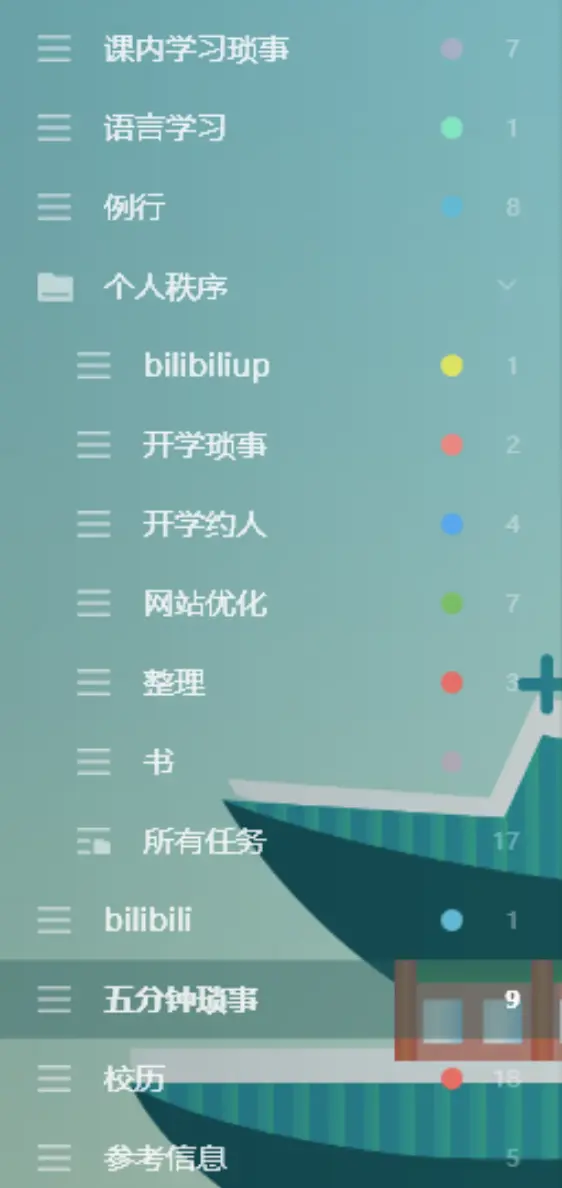 课内学习琐事 7
语言学习 1
例行 8
个人秩序
bilibiliup 1
开学琐事 2
开学约人 4
网站优化 7
整理 3
书
所有任务 17
bilibili 1
五分钟琐事 9
校历 18
参考信息 5